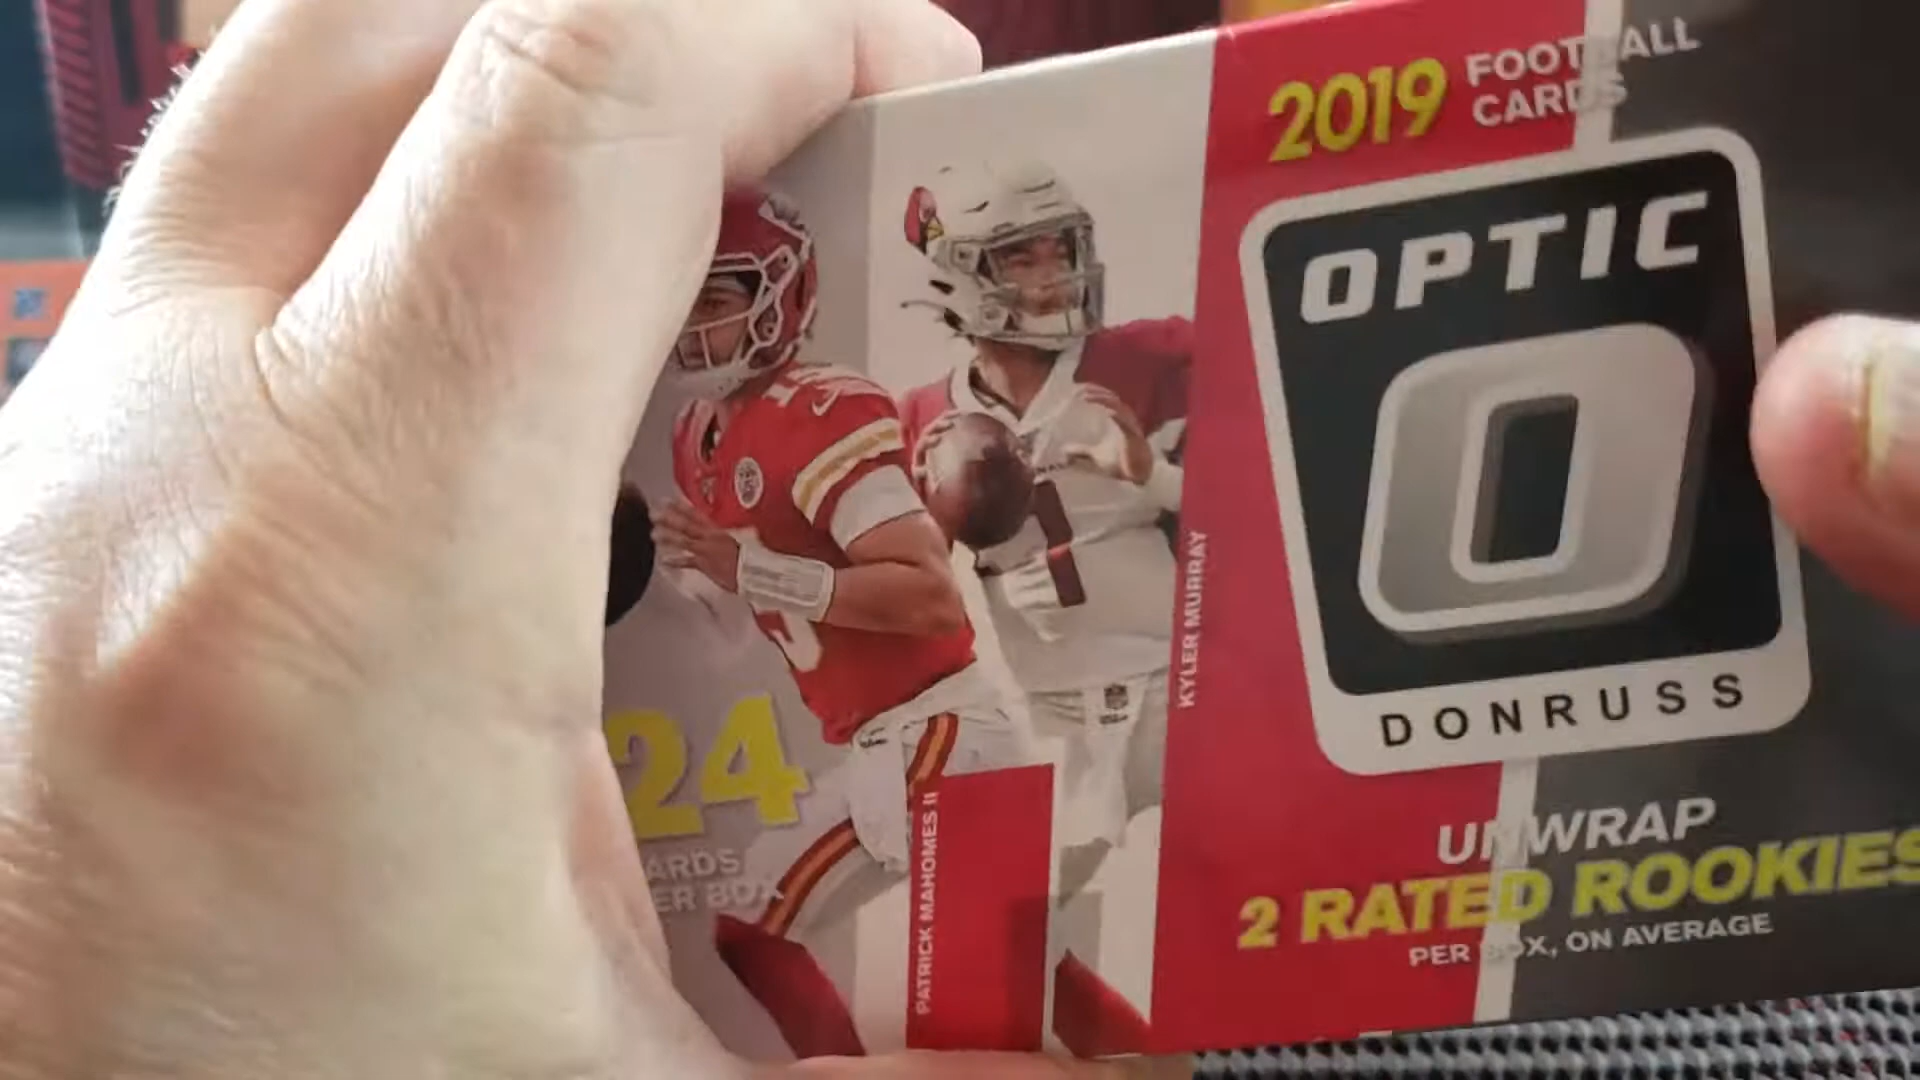 2019 FOOTBALL
CARDS
OPTIC
O
DONRUSS
UNWRAP
2 RATED ROOKIES
PER BOX, ON AVERAGE
KYLER MURRAY
PATRICK MAHOMES II
24
CARDS
PER BOX
1